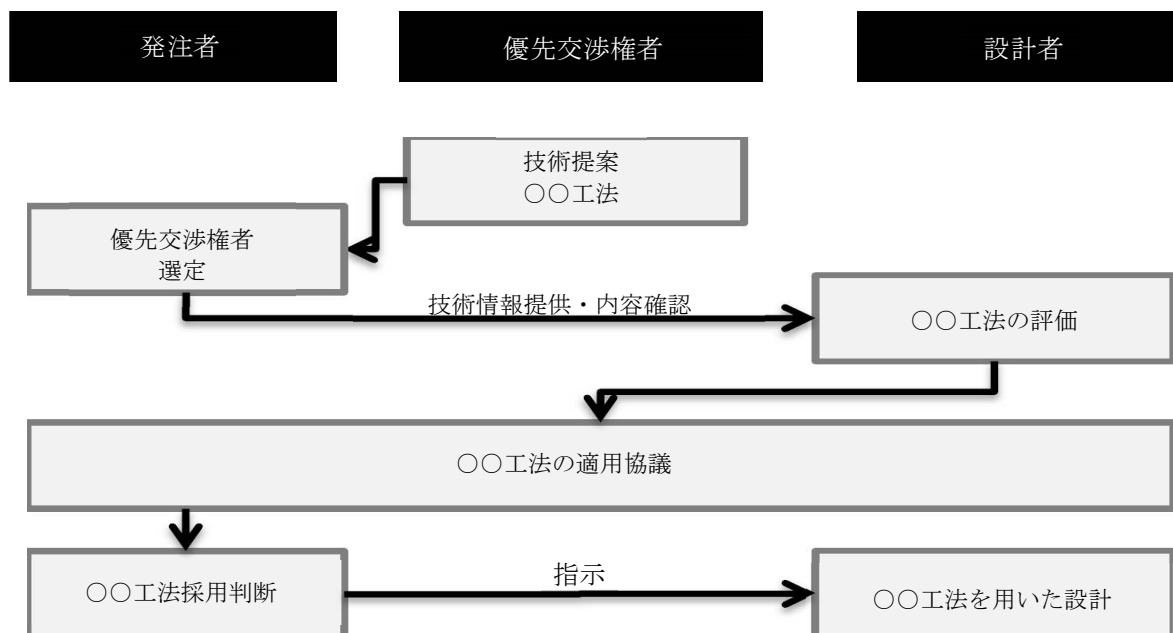 発注者
優先交渉権者
設計者
技術提案
○○工法
優先交渉権者
選定
技術情報提供・内容確認
○○工法の評価
○○工法の適用協議
○○工法採用判断
指示
○○工法を用いた設計